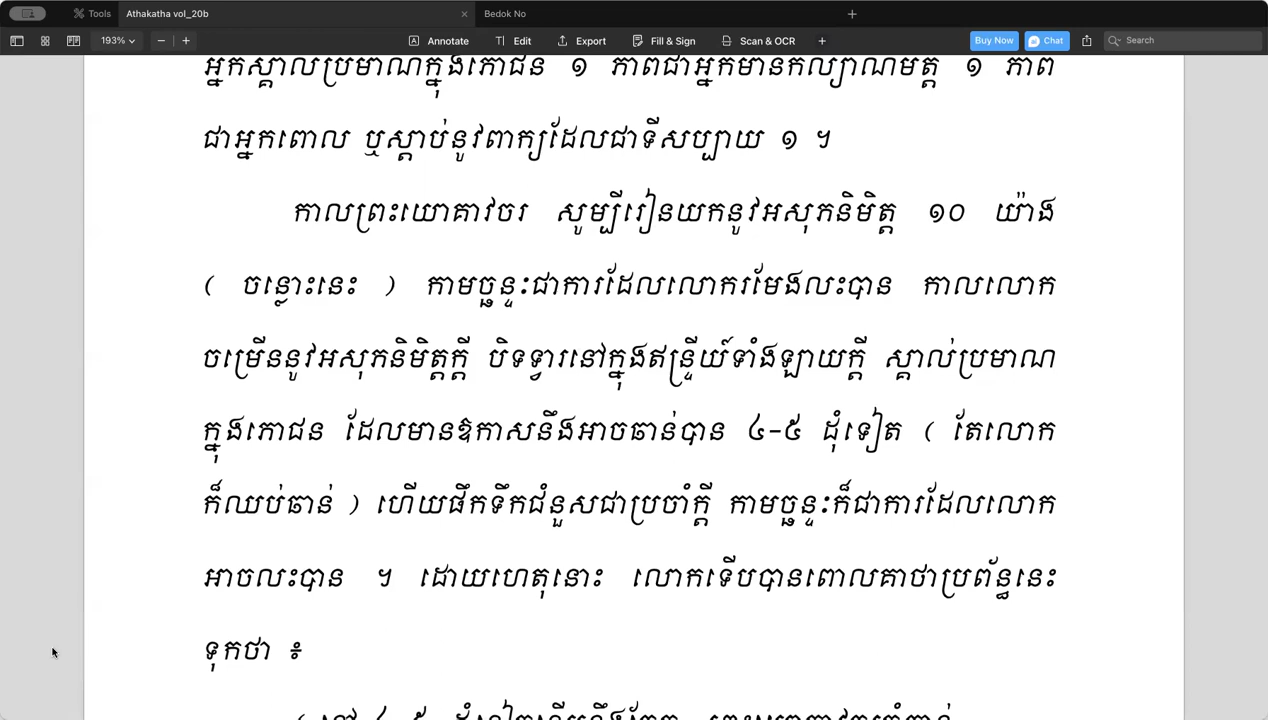 Tools
Athakatha vol_20b
Bedok No
193%
Annotate
Edit
Export
Fill & Sign
Scan & OCR
Buy Now
Chat
Search
អ្នកស្គាល់ប្រមាណក្នុងភោជន ១ ភាពជាអ្នកមានកល្យាណមិត្ត ១ ភាព
ជាអ្នកពោល ឬស្តាប់នូវពាក្យដែលជាទីសប្បាយ ១ ។
កាលព្រះយោគាវចរ សូម្បីរៀនយកនូវអសុភនិមិត្ត ១០ យ៉ាង
( ចន្លោះនេះ ) កាមច្ឆន្ទៈជាការដែលលោករមែងលះបាន កាលលោក
ចម្រើននូវអសុភនិមិត្តក្តី បិទទ្វារនៅក្នុងឥន្ទ្រីយ៍ទាំងឡាយក្តី ស្គាល់ប្រមាណ
ក្នុងភោជន ដែលមានឱកាសនឹងអាចឆាន់បាន ៤-៥ ដុំទៀត ( តែលោក
ក៏ឈប់ឆាន់ ) ហើយផឹកទឹកជំនួសជាប្រចាំក្តី កាមច្ឆន្ទៈក៏ជាការដែលលោក
អាចលះបាន ។ ដោយហេតុនោះ លោកទើបបានពោលគាថាប្រព័ន្ធនេះ
ទុកថា ៖